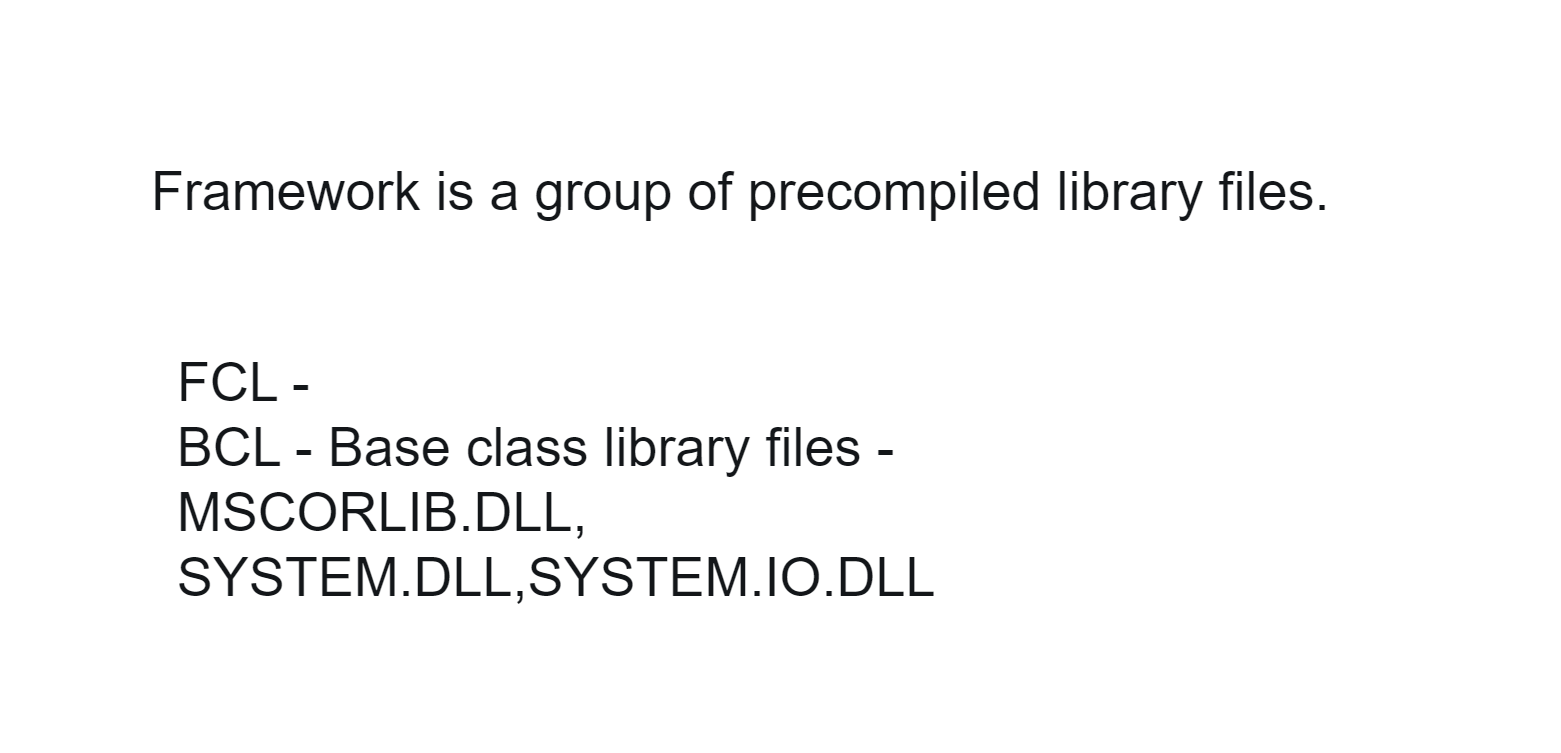 Framework is a group of precompiled library files.
FCL -
BCL - Base class library files -
MSCORLIB.DLL,
SYSTEM.DLL,SYSTEM.IO.DLL